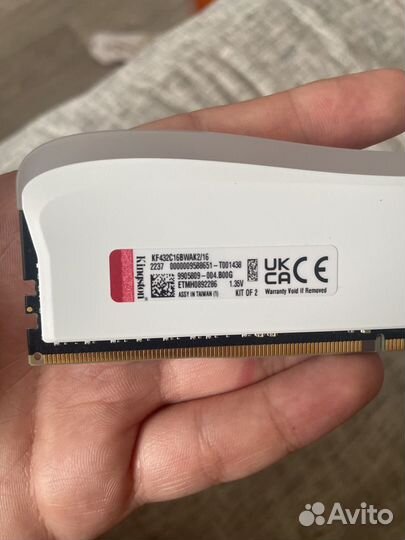 Kingston
KF432C16BWAK2/16
2237 0000009588651-T001438
9905809-004.B00G
ETMH0892286 1.35V
ASSY IN TAIWAN (1) KIT OF 2
UK CA CE
Warranty Void If Removed
Avito